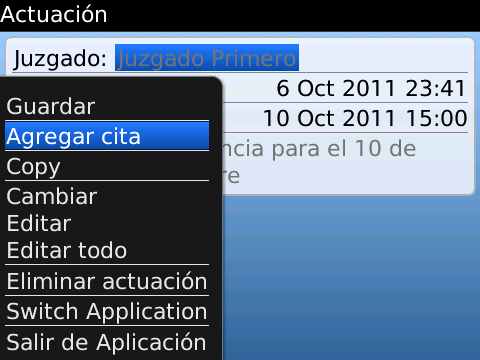 Actuación
Juzgado: Juzgado Primero
6 Oct 2011 23:41
10 Oct 2011 15:00
ncia para el 10 de
re
Guardar
Agregar cita
Copy
Cambiar
Editar
Editar todo
Eliminar actuación
Switch Application
Salir de Aplicación